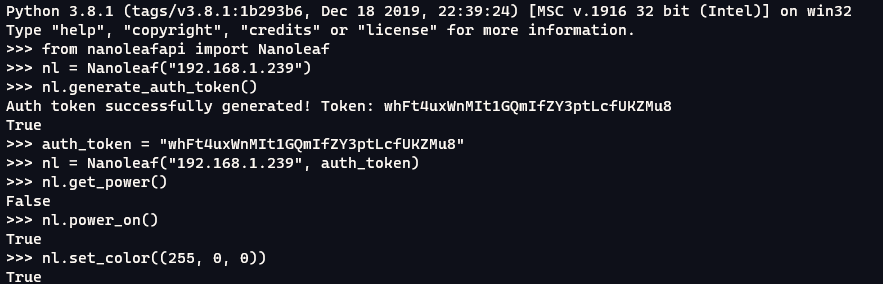 Python 3.8.1 (tags/v3.8.1:1b293b6, Dec 18 2019, 22:39:24) [MSC v.1916 32 bit (Intel)] on win32
Type "help", "copyright", "credits" or "license" for more information.
>>> from nanoleafapi import Nanoleaf
>>> nl = Nanoleaf("192.168.1.239")
>>> nl.generate_auth_token()
Auth token successfully generated! Token: whFt4uxWnMIt1GQmIfZY3ptLcfUKZMu8
True
>>> auth_token = "whFt4uxWnMIt1GQmIfZY3ptLcfUKZMu8"
>>> nl = Nanoleaf("192.168.1.239", auth_token)
>>> nl.get_power()
False
>>> nl.power_on()
True
>>> nl.set_color((255, 0, 0))
True